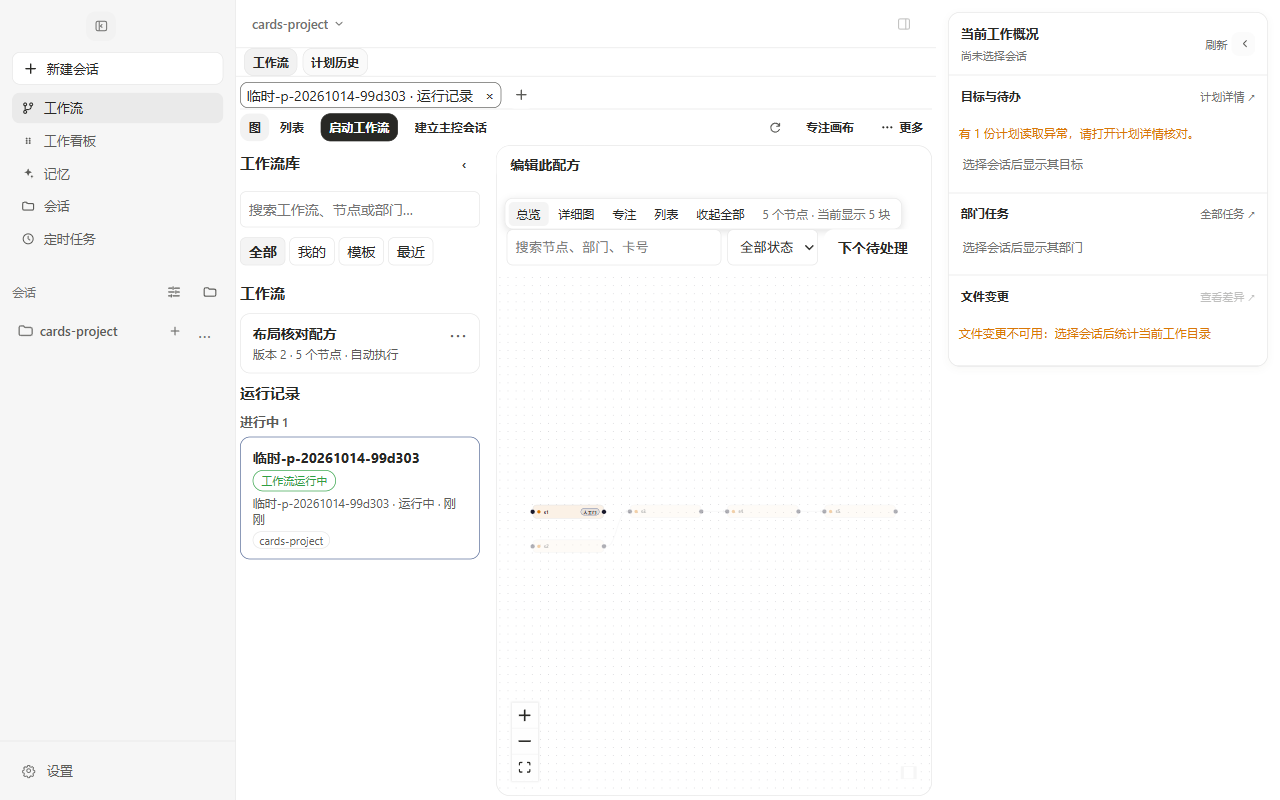 新建会话
工作流
工作看板
记忆
会话
定时任务
会话
cards-project
设置
cards-project
工作流
计划历史
临时-p-20261014-99d303 · 运行记录 ×
图
列表
启动工作流
建立主控会话
专注画布
更多
工作流库
搜索工作流、节点或部门...
全部
我的
模板
最近
工作流
布局核对配方
版本 2 · 5 个节点 · 自动执行
运行记录
进行中 1
临时-p-20261014-99d303
工作流运行中
临时-p-20261014-99d303 · 运行中 · 刚
刚
cards-project
编辑此配方
总览
详细图
专注
列表
收起全部
5 个节点 · 当前显示 5 块
搜索节点、部门、卡号
全部状态
下个待处理
当前工作概况
尚未选择会话
刷新
目标与待办
计划详情 ↗
有 1 份计划读取异常，请打开计划详情核对。
选择会话后显示其目标
部门任务
全部任务 ↗
选择会话后显示其部门
文件变更
查看差异 ↗
文件变更不可用：选择会话后统计当前工作目录